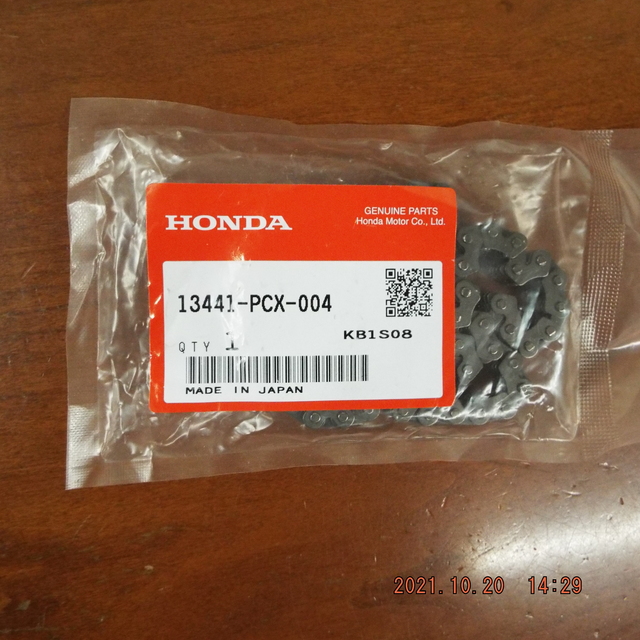 HONDA
GENUINE PARTS
Honda Motor Co., Ltd.
13441-PCX-004
QTY 1
KB1S08
MADE IN JAPAN
2021.10.20 14:29